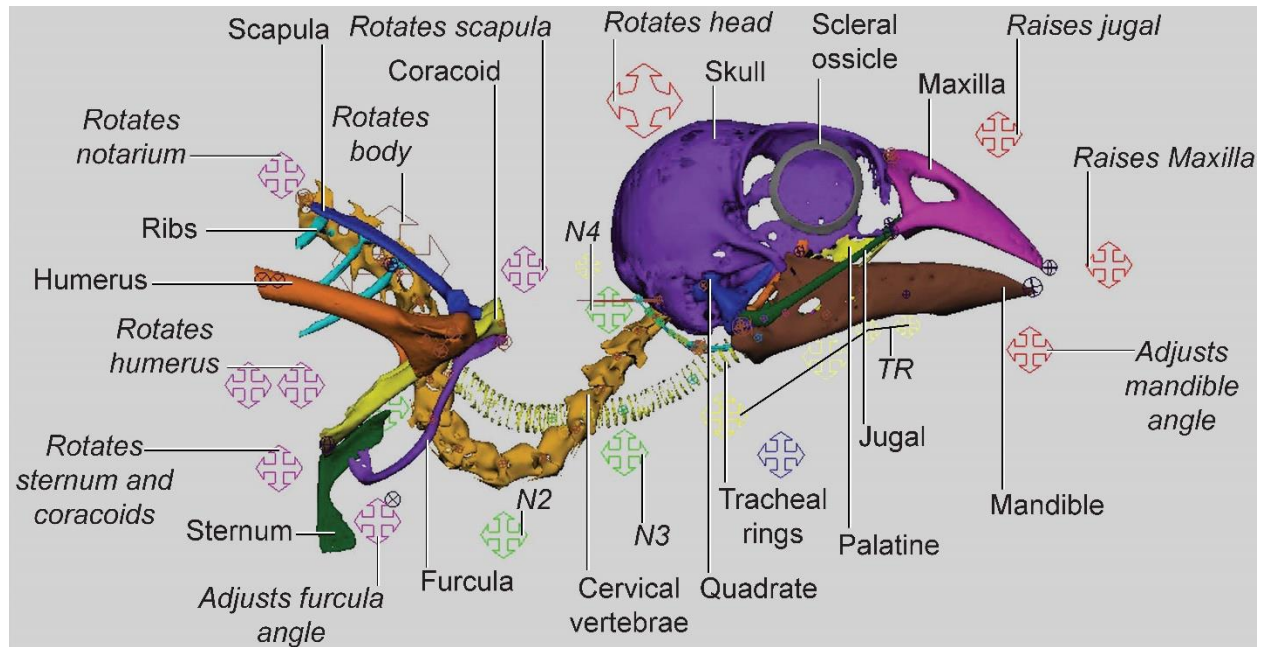 Scapula
Rotates scapula
Coracoid
Rotates head
Skull
Scleral
ossicle
Raises jugal
Maxilla
Rotates
notarium
Rotates
body
Raises Maxilla
Ribs
N4
Humerus
Rotates
humerus
TR
Adjusts
mandible
angle
Jugal
Rotates
sternum and
coracoids
Sternum
N2
N3
Tracheal
rings
Mandible
Palatine
Adjusts furcula
angle
Furcula
Cervical
vertebrae
Quadrate